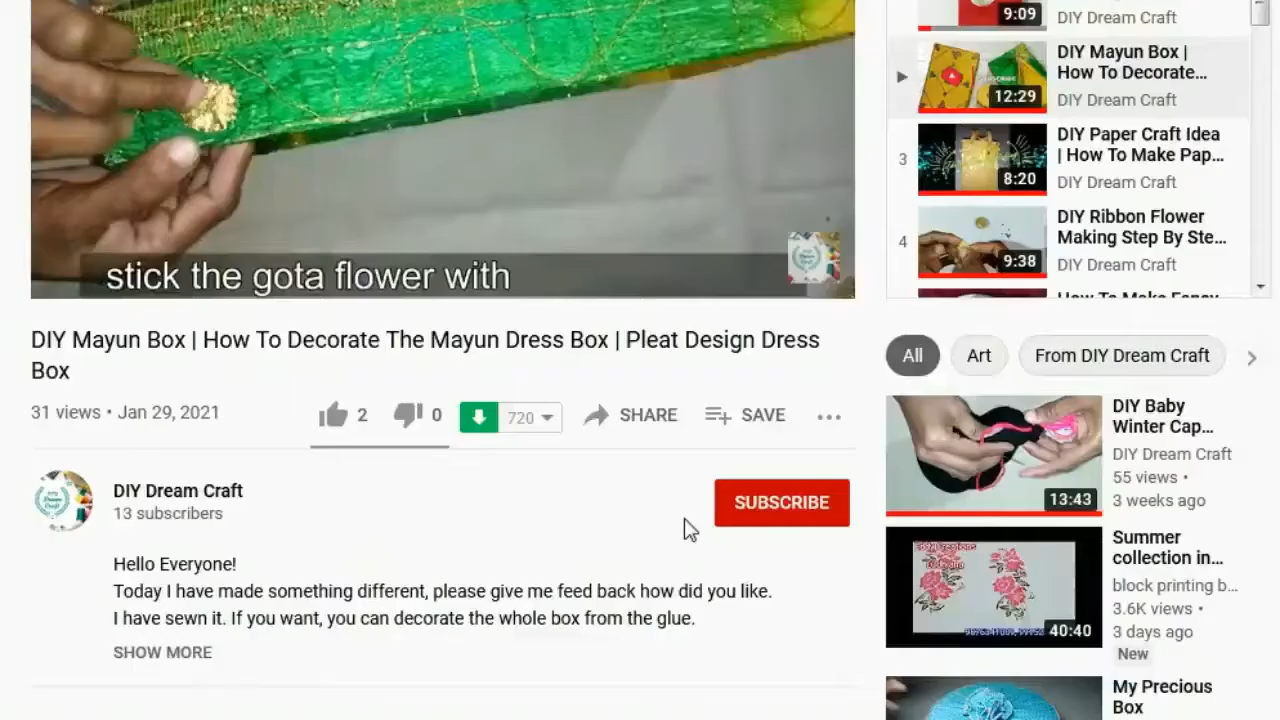 stick the gota flower with
DIY Mayun Box | How To Decorate The Mayun Dress Box | Pleat Design Dress
Box
31 views • Jan 29, 2021
2
0
720
SHARE
SAVE
DIY Dream Craft
13 subscribers
SUBSCRIBE
Hello Everyone!
Today I have made something different, please give me feed back how did you like.
I have sewn it. If you want, you can decorate the whole box from the glue.
SHOW MORE
9:09
DIY Dream Craft
12:29
DIY Mayun Box |
How To Decorate...
DIY Dream Craft
3
8:20
DIY Paper Craft Idea
| How To Make Pap...
DIY Dream Craft
4
9:38
DIY Ribbon Flower
Making Step By Ste...
DIY Dream Craft
How To Make Fancy
All
Art
From DIY Dream Craft
13:43
DIY Baby
Winter Cap...
DIY Dream Craft
55 views •
3 weeks ago
40:40
Summer
collection in...
block printing b...
3.6K views •
3 days ago
New
My Precious
Box